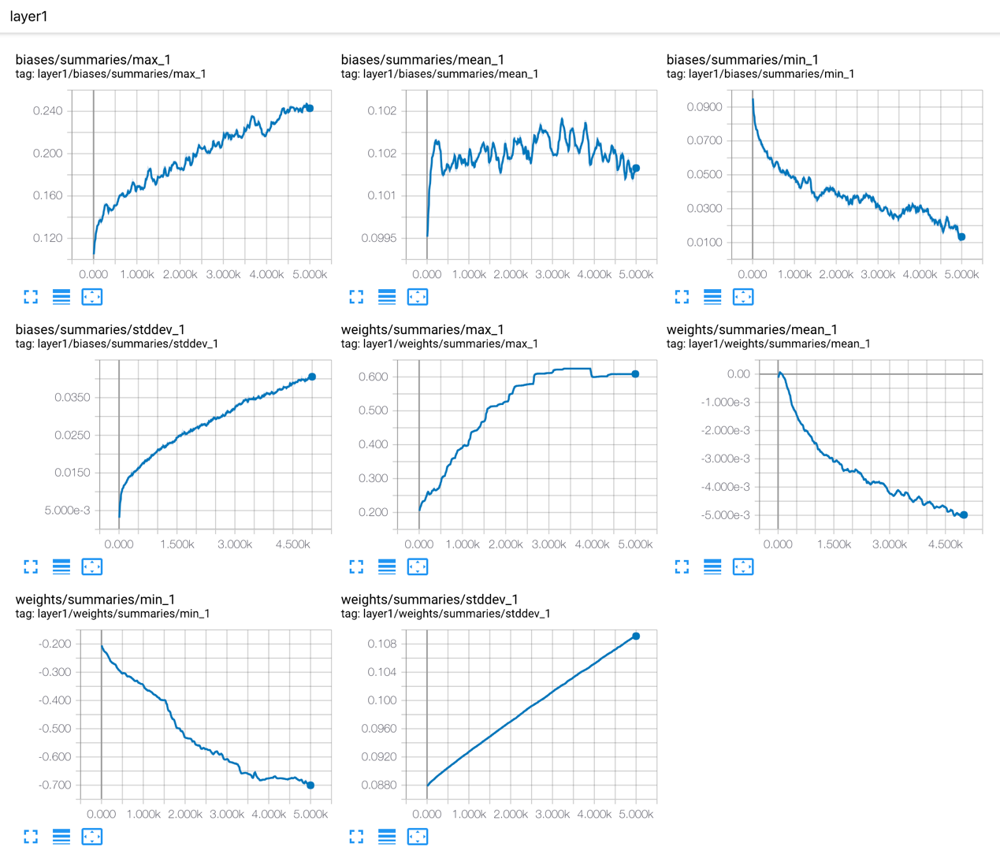 layer1
biases/summaries/max_1
tag: layer1/biases/summaries/max_1
0.240
0.200
0.160
0.120
0.000 1.000k 2.000k 3.000k 4.000k 5.000k
biases/summaries/mean_1
tag: layer1/biases/summaries/mean_1
0.102
0.102
0.101
0.0995
0.000 1.000k 2.000k 3.000k 4.000k 5.000k
biases/summaries/min_1
tag: layer1/biases/summaries/min_1
0.0900
0.0700
0.0500
0.0300
0.0100
0.000 1.000k 2.000k 3.000k 4.000k 5.000k
biases/summaries/stddev_1
tag: layer1/biases/summaries/stddev_1
0.0350
0.0250
0.0150
5.000e-3
0.000 1.500k 3.000k 4.500k
weights/summaries/max_1
tag: layer1/weights/summaries/max_1
0.600
0.500
0.400
0.300
0.200
0.000 1.000k 2.000k 3.000k 4.000k 5.000k
weights/summaries/mean_1
tag: layer1/weights/summaries/mean_1
0.00
-1.000e-3
-2.000e-3
-3.000e-3
-4.000e-3
-5.000e-3
0.000 1.500k 3.000k 4.500k
weights/summaries/min_1
tag: layer1/weights/summaries/min_1
-0.200
-0.300
-0.400
-0.500
-0.600
-0.700
0.000 1.000k 2.000k 3.000k 4.000k 5.000k
weights/summaries/stddev_1
tag: layer1/weights/summaries/stddev_1
0.108
0.104
0.100
0.0960
0.0920
0.0880
0.000 1.000k 2.000k 3.000k 4.000k 5.000k